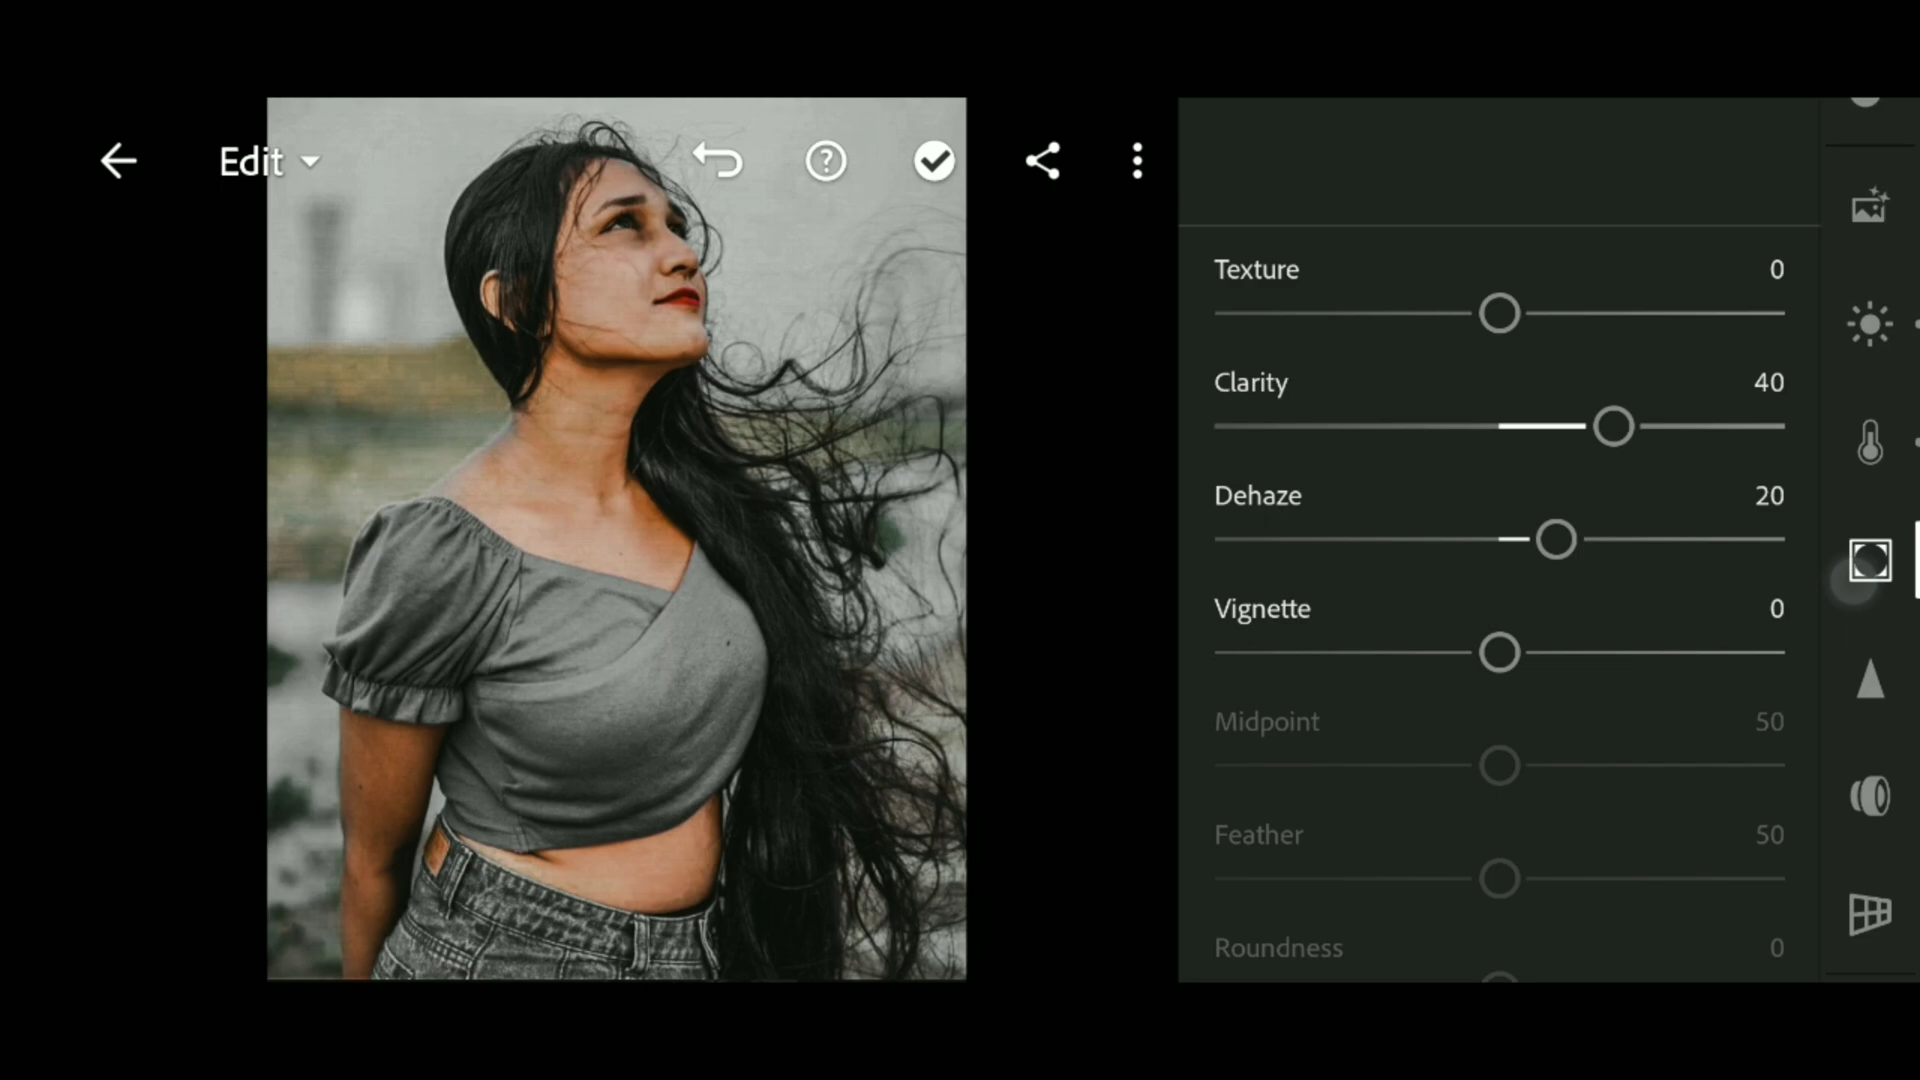 Edit
Texture 0
Clarity 40
Dehaze 20
Vignette 0
Midpoint 50
Feather 50
Roundness 0